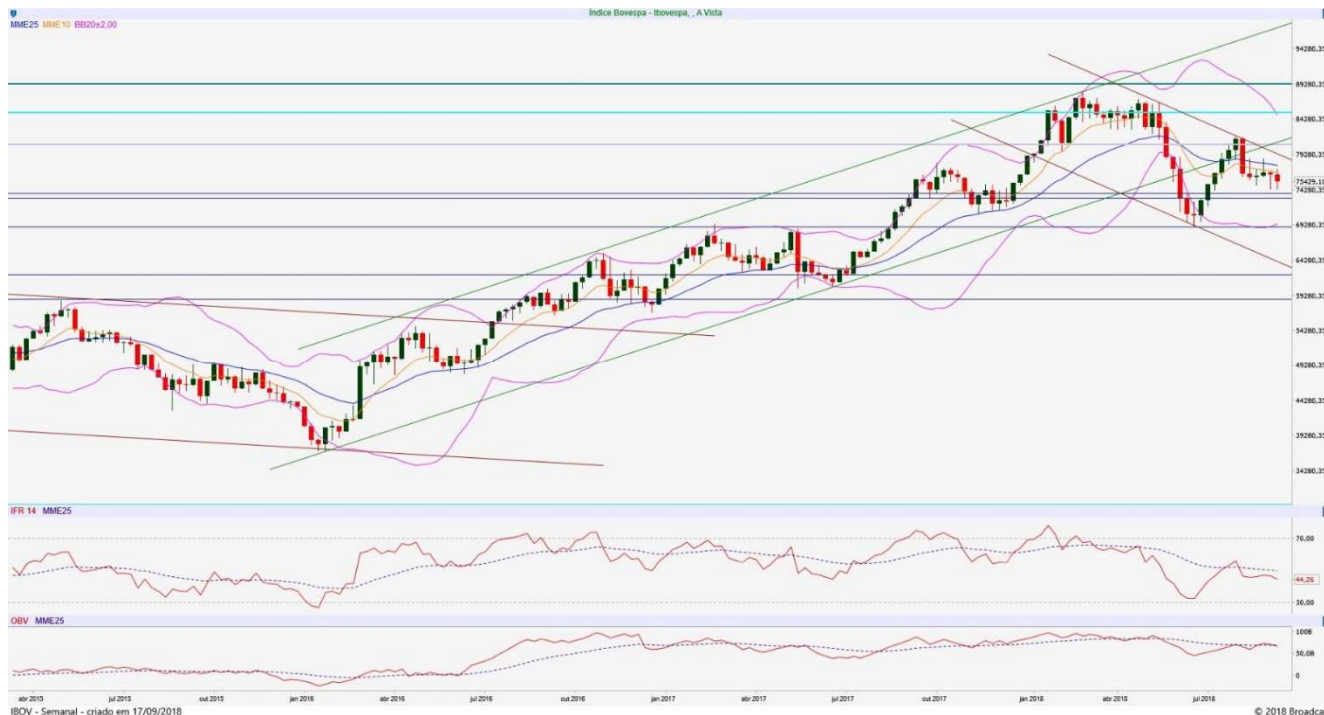 Índice Bovespa - Ibovespa, , A Vista
MME25 MME10 BB20±2,00
94280,35
89280,35
84280,35
79280,35
75429,10
74280,35
69280,35
64280,35
59280,35
54280,35
49280,35
44280,35
39280,35
34280,35
IFR 14 MME25
70,00
44,26
30,00
OBV MME25
100B
50,0B
0
abr 2015 jul 2015 out 2015 jan 2016 abr 2016 jul 2016 out 2016 jan 2017 abr 2017 jul 2017 out 2017 jan 2018 abr 2018 jul 2018
IBOV - Semanal - criado em 17/09/2018
© 2018 Broadca